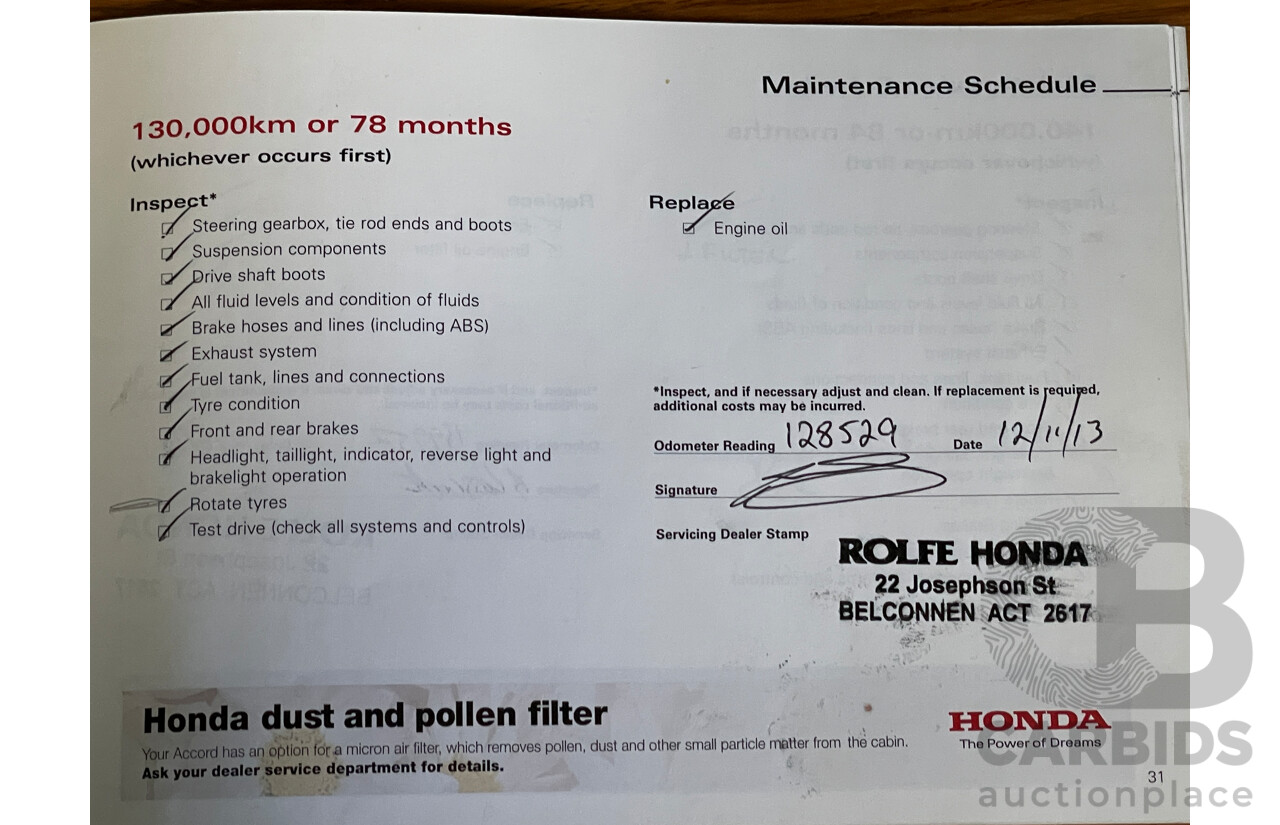 Maintenance Schedule
130,000km or 78 months
(whichever occurs first)
Inspect*
Steering gearbox, tie rod ends and boots
Suspension components
Drive shaft boots
All fluid levels and condition of fluids
Brake hoses and lines (including ABS)
Exhaust system
Fuel tank, lines and connections
Tyre condition
Front and rear brakes
Headlight, taillight, indicator, reverse light and
brakelight operation
Rotate tyres
Test drive (check all systems and controls)
Replace
Engine oil
*Inspect, and if necessary adjust and clean. If replacement is required,
additional costs may be incurred.
Odometer Reading 128529 Date 12/11/13
Signature
Servicing Dealer Stamp
ROLFE HONDA
22 Josephson St
BELCONNEN ACT 2617
Honda dust and pollen filter
Your Accord has an option for a micron air filter, which removes pollen, dust and other small particle matter from the cabin.
Ask your dealer service department for details.
HONDA
The Power of Dreams
31
CARBIDS
auctionplace